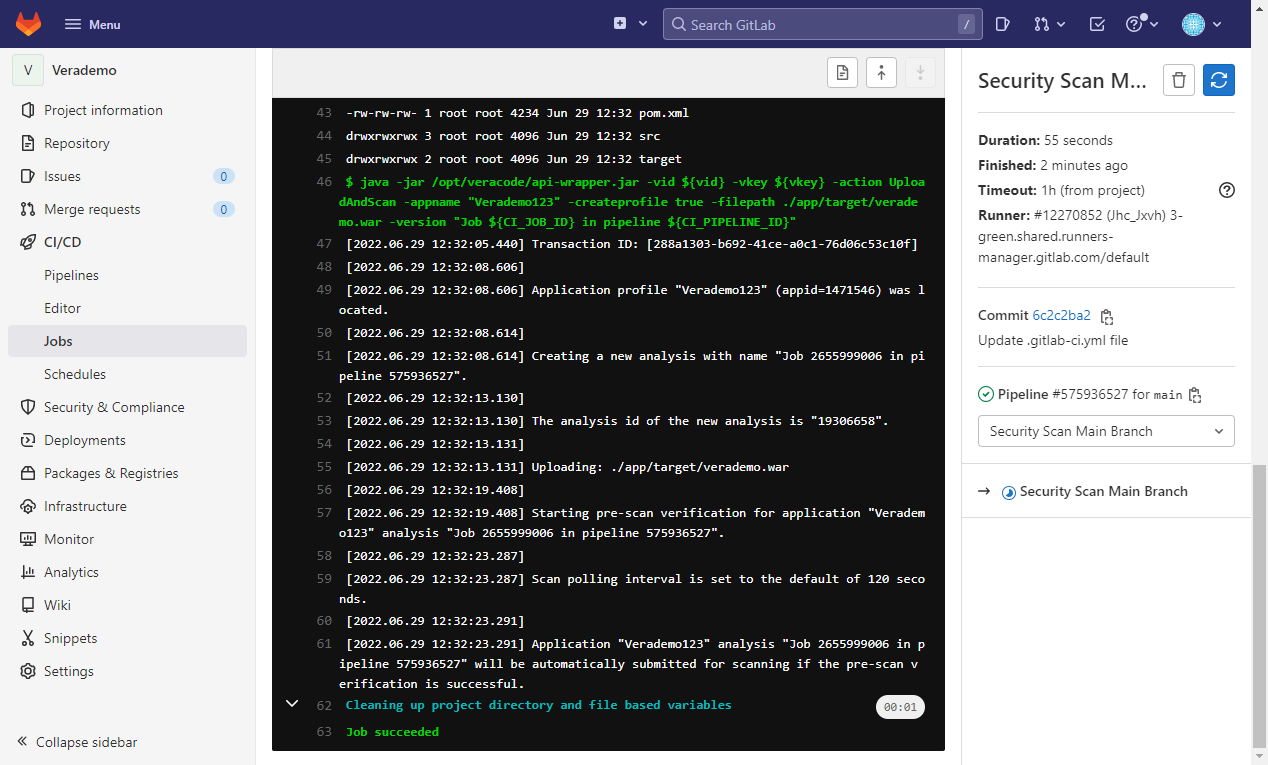 Menu
Search GitLab
/
V
Verademo
Project information
Repository
Issues 0
Merge requests 0
CI/CD
Pipelines
Editor
Jobs
Schedules
Security & Compliance
Deployments
Packages & Registries
Infrastructure
Monitor
Analytics
Wiki
Snippets
Settings
Collapse sidebar
43 -rw-rw-rw- 1 root root 4234 Jun 29 12:32 pom.xml
44 drwxrwxrwx 3 root root 4096 Jun 29 12:32 src
45 drwxrwxrwx 2 root root 4096 Jun 29 12:32 target
46 $ java -jar /opt/veracode/api-wrapper.jar -vid ${vid} -vkey ${vkey} -action Uploa
dAndScan -appname "Verademo123" -createprofile true -filepath ./app/target/verade
mo.war -version "Job ${CI_JOB_ID} in pipeline ${CI_PIPELINE_ID}"
47 [2022.06.29 12:32:05.440] Transaction ID: [288a1303-b692-41ce-a0c1-76d06c53c10f]
48 [2022.06.29 12:32:08.606]
49 [2022.06.29 12:32:08.606] Application profile "Verademo123" (appid=1471546) was l
ocated.
50 [2022.06.29 12:32:08.614]
51 [2022.06.29 12:32:08.614] Creating a new analysis with name "Job 2655999006 in pi
peline 575936527".
52 [2022.06.29 12:32:13.130]
53 [2022.06.29 12:32:13.130] The analysis id of the new analysis is "19306658".
54 [2022.06.29 12:32:13.131]
55 [2022.06.29 12:32:13.131] Uploading: ./app/target/verademo.war
56 [2022.06.29 12:32:19.408]
57 [2022.06.29 12:32:19.408] Starting pre-scan verification for application "Veradem
o123" analysis "Job 2655999006 in pipeline 575936527".
58 [2022.06.29 12:32:23.287]
59 [2022.06.29 12:32:23.287] Scan polling interval is set to the default of 120 seco
nds.
60 [2022.06.29 12:32:23.291]
61 [2022.06.29 12:32:23.291] Application "Verademo123" analysis "Job 2655999006 in p
ipeline 575936527" will be automatically submitted for scanning if the pre-scan v
erification is successful.
62 Cleaning up project directory and file based variables 00:01
63 Job succeeded
Security Scan M...
Duration: 55 seconds
Finished: 2 minutes ago
Timeout: 1h (from project)
Runner: #12270852 (Jhc_Jxvh) 3-
green.shared.runners-
manager.gitlab.com/default
Commit 6c2c2ba2
Update .gitlab-ci.yml file
Pipeline #575936527 for main
Security Scan Main Branch
Security Scan Main Branch